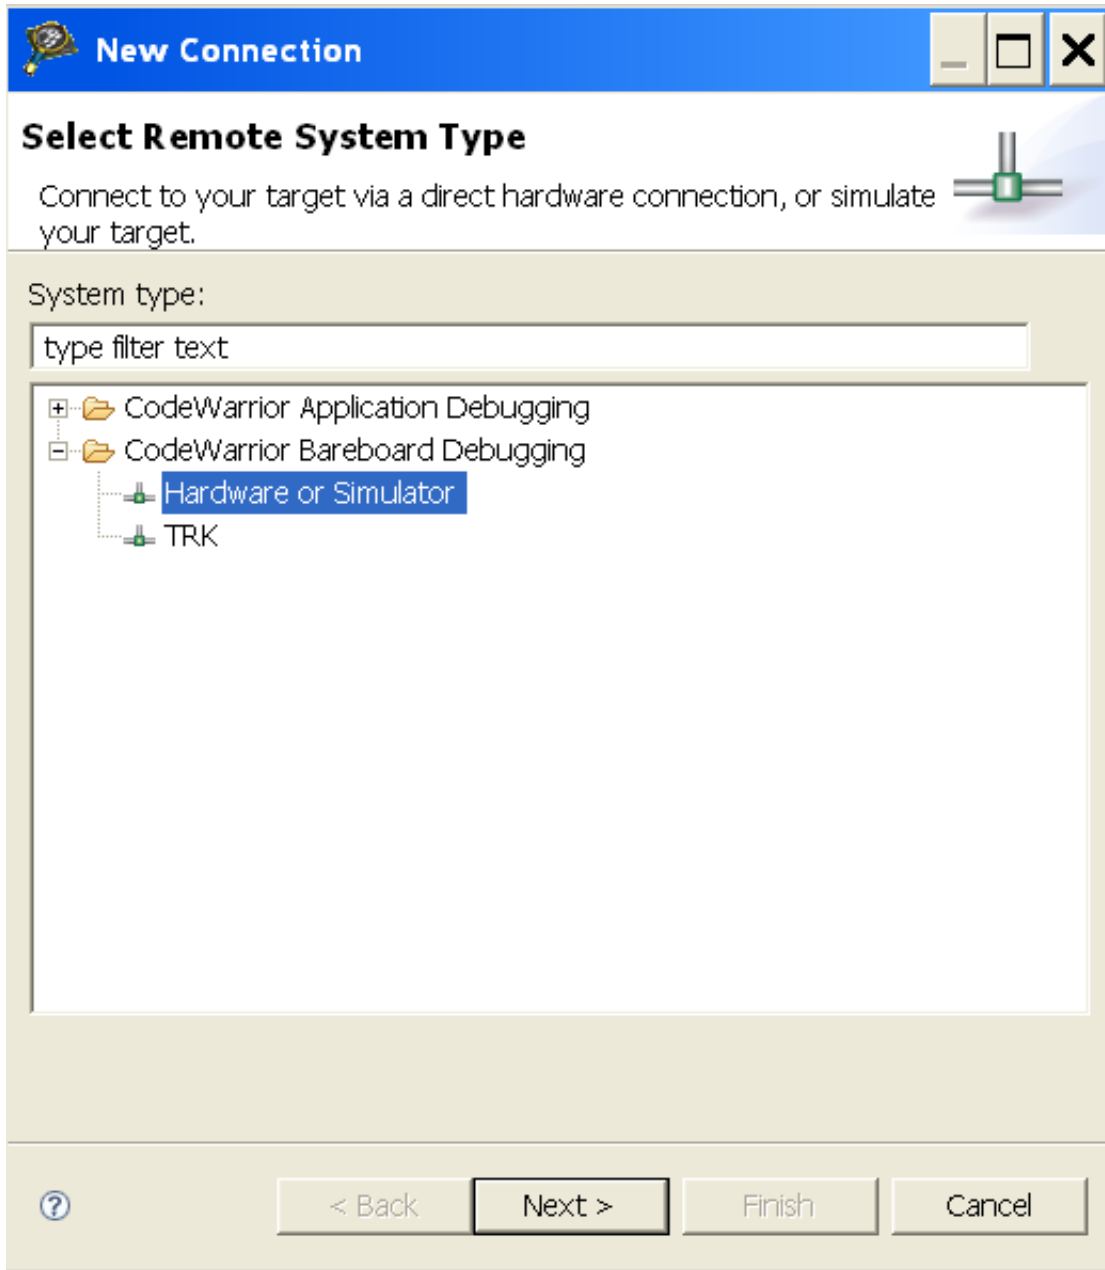 New Connection
Select Remote System Type
Connect to your target via a direct hardware connection, or simulate
your target.
System type:
type filter text
CodeWarrior Application Debugging
CodeWarrior Bareboard Debugging
Hardware or Simulator
TRK
< Back
Next >
Finish
Cancel